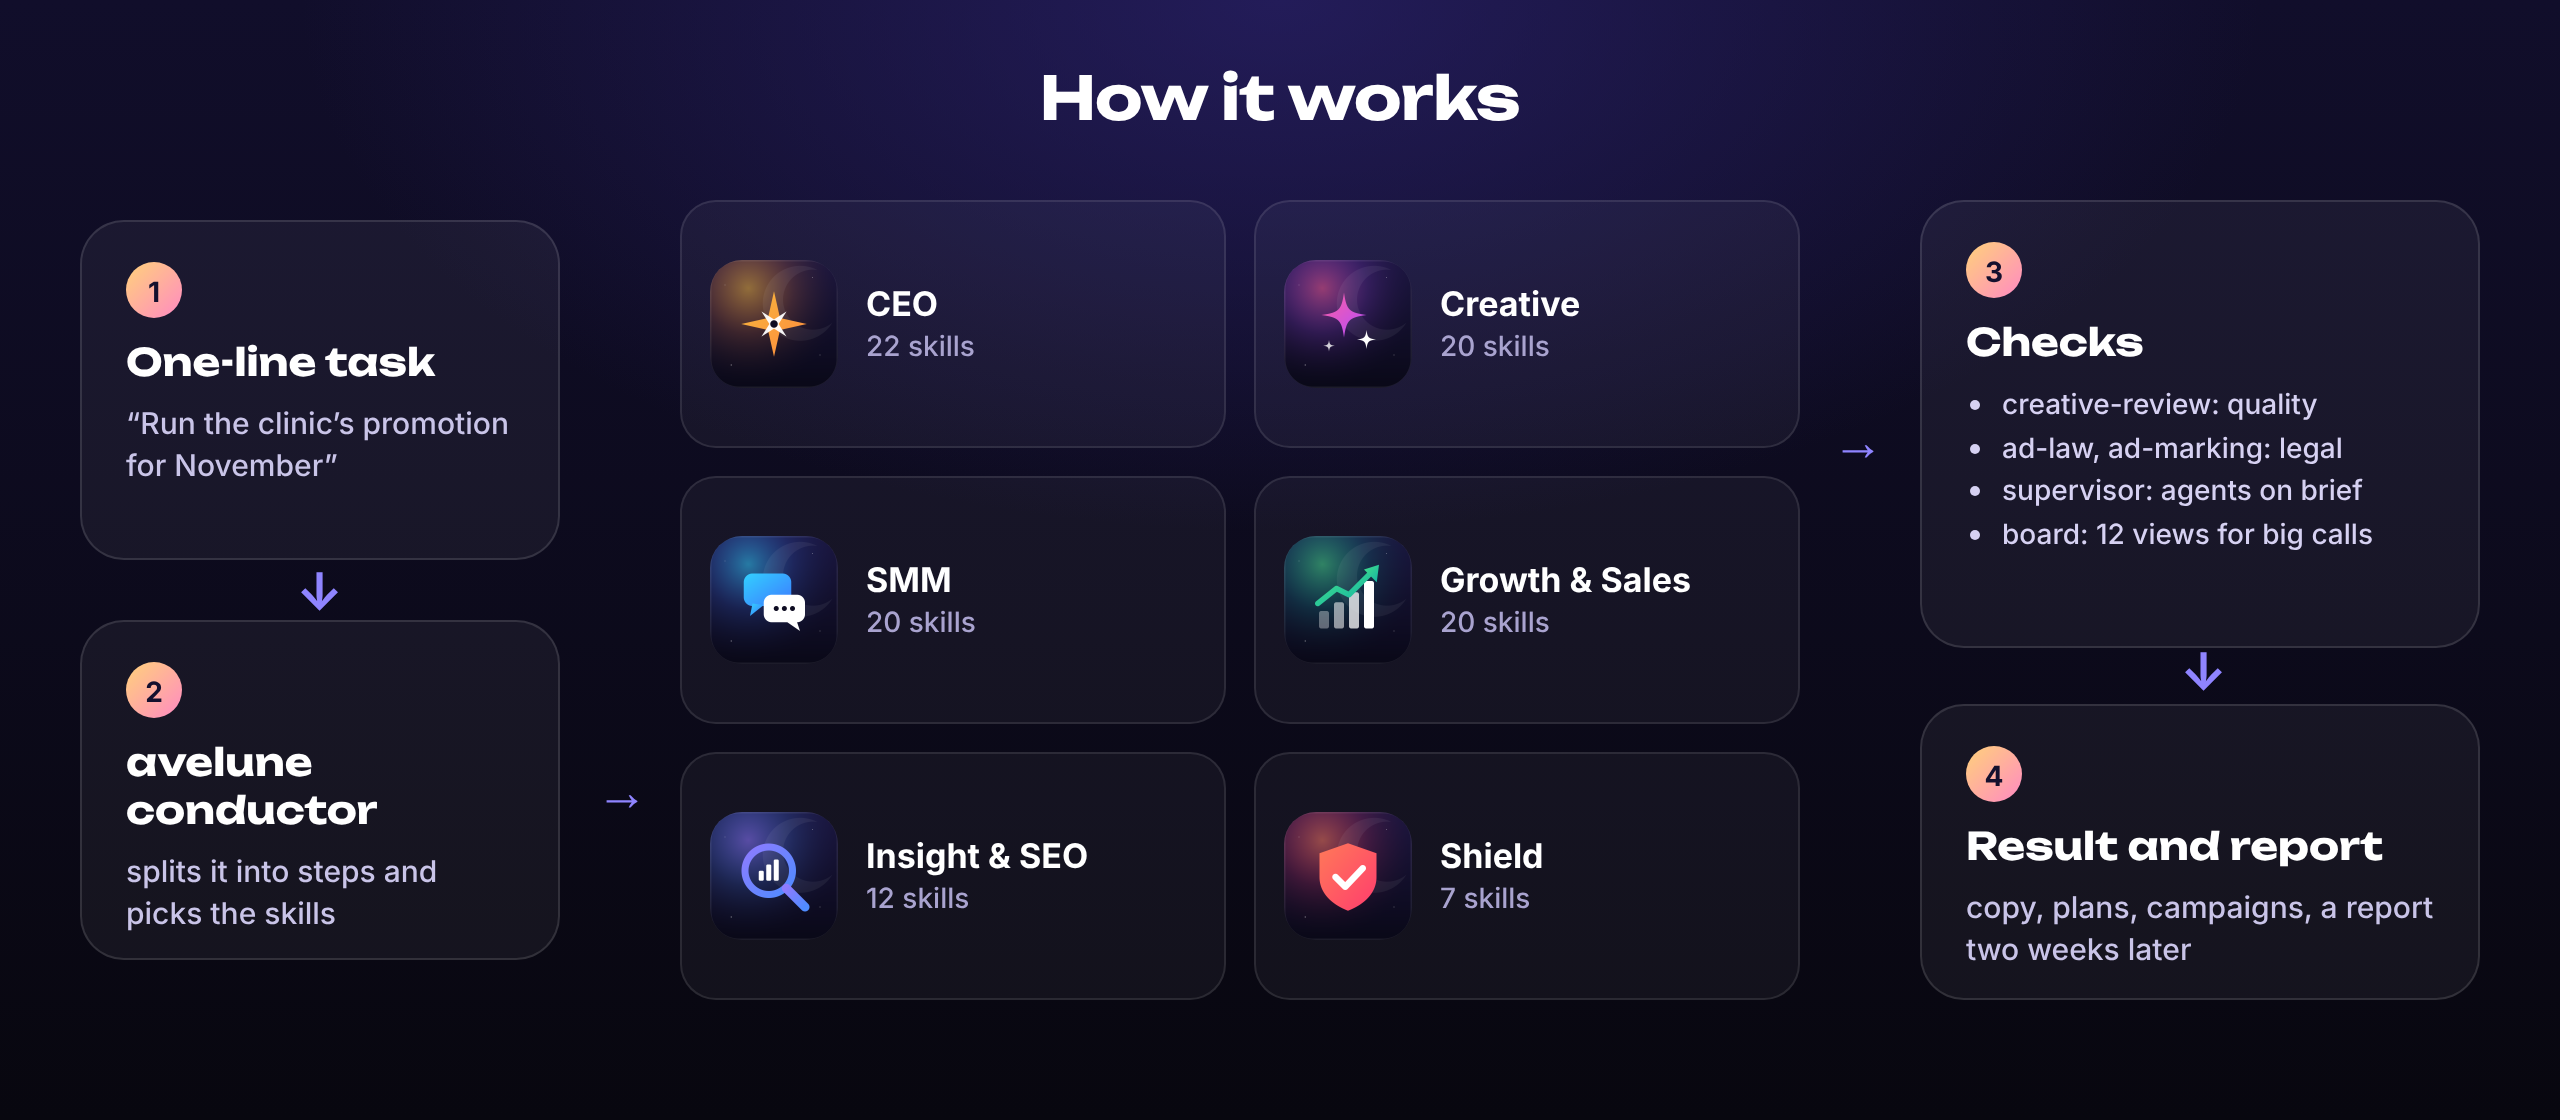 How it works
1
One-line task
“Run the clinic’s promotion
for November”
2
avelune
conductor
splits it into steps and
picks the skills
CEO
22 skills
Creative
20 skills
SMM
20 skills
Growth & Sales
20 skills
Insight & SEO
12 skills
Shield
7 skills
3
Checks
• creative-review: quality
• ad-law, ad-marking: legal
• supervisor: agents on brief
• board: 12 views for big calls
4
Result and report
copy, plans, campaigns, a report
two weeks later